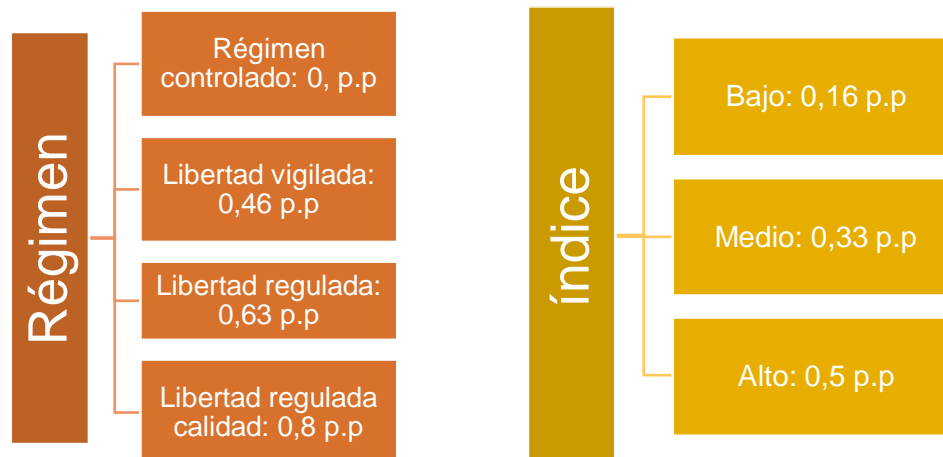 Régimen
Régimen
controlado: 0, p.p
Libertad vigilada:
0,46 p.p
Libertad regulada:
0,63 p.p
Libertad regulada
calidad: 0,8 p.p
índice
Bajo: 0,16 p.p
Medio: 0,33 p.p
Alto: 0,5 p.p